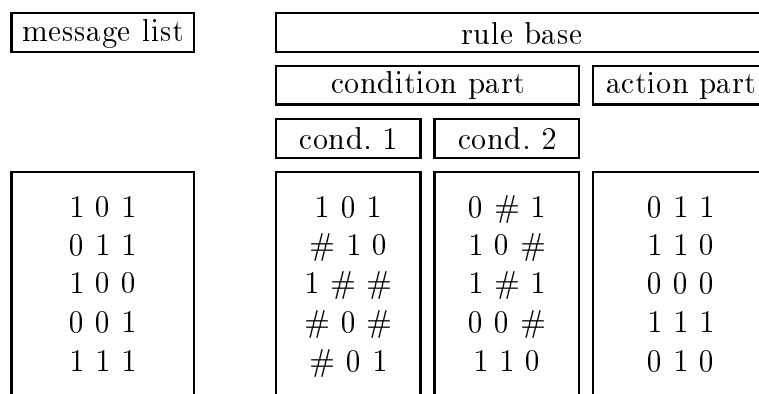 message list rule base
condition part action part
cond. 1 cond. 2
1 0 1 1 0 1 0 # 1 0 1 1
0 1 1 # 1 0 1 0 # 1 1 0
1 0 0 1 # # 1 # 1 0 0 0
0 0 1 # 0 # 0 0 # 1 1 1
1 1 1 # 0 1 1 1 0 0 1 0